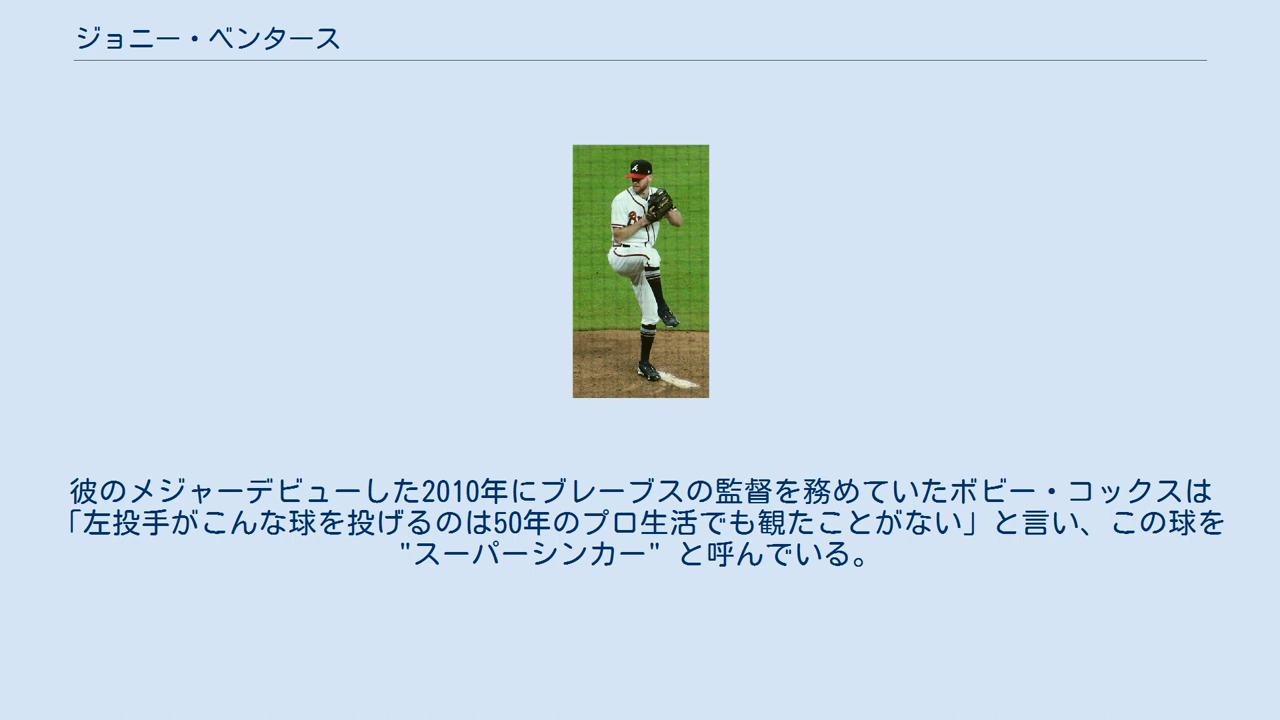 ジョニー・ベンタース
彼のメジャーデビューした2010年にブレーブスの監督を務めていたボビー・コックスは
「左投手がこんな球を投げるのは50年のプロ生活でも観たことがない」と言い、この球を
"スーパーシンカー" と呼んでいる。